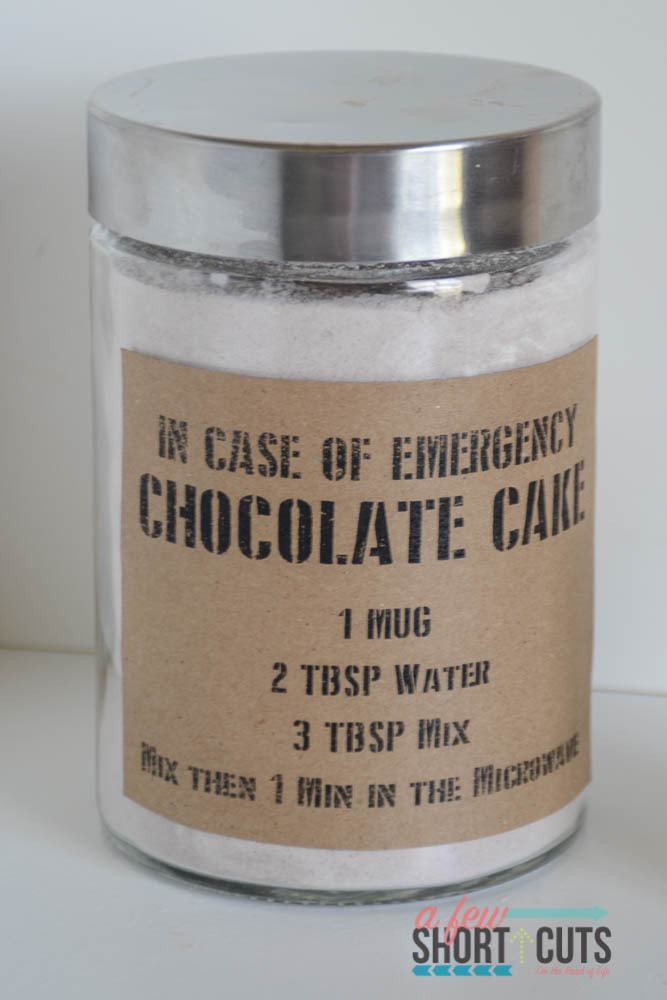 IN CASE OF EMERGENCY
CHOCOLATE CAKE
1 MUG
2 TBSP WATER
3 TBSP MIX
MIX THEN 1 MIN IN THE MICROWAVE
a few
SHORT CUTS
On the Road of Life